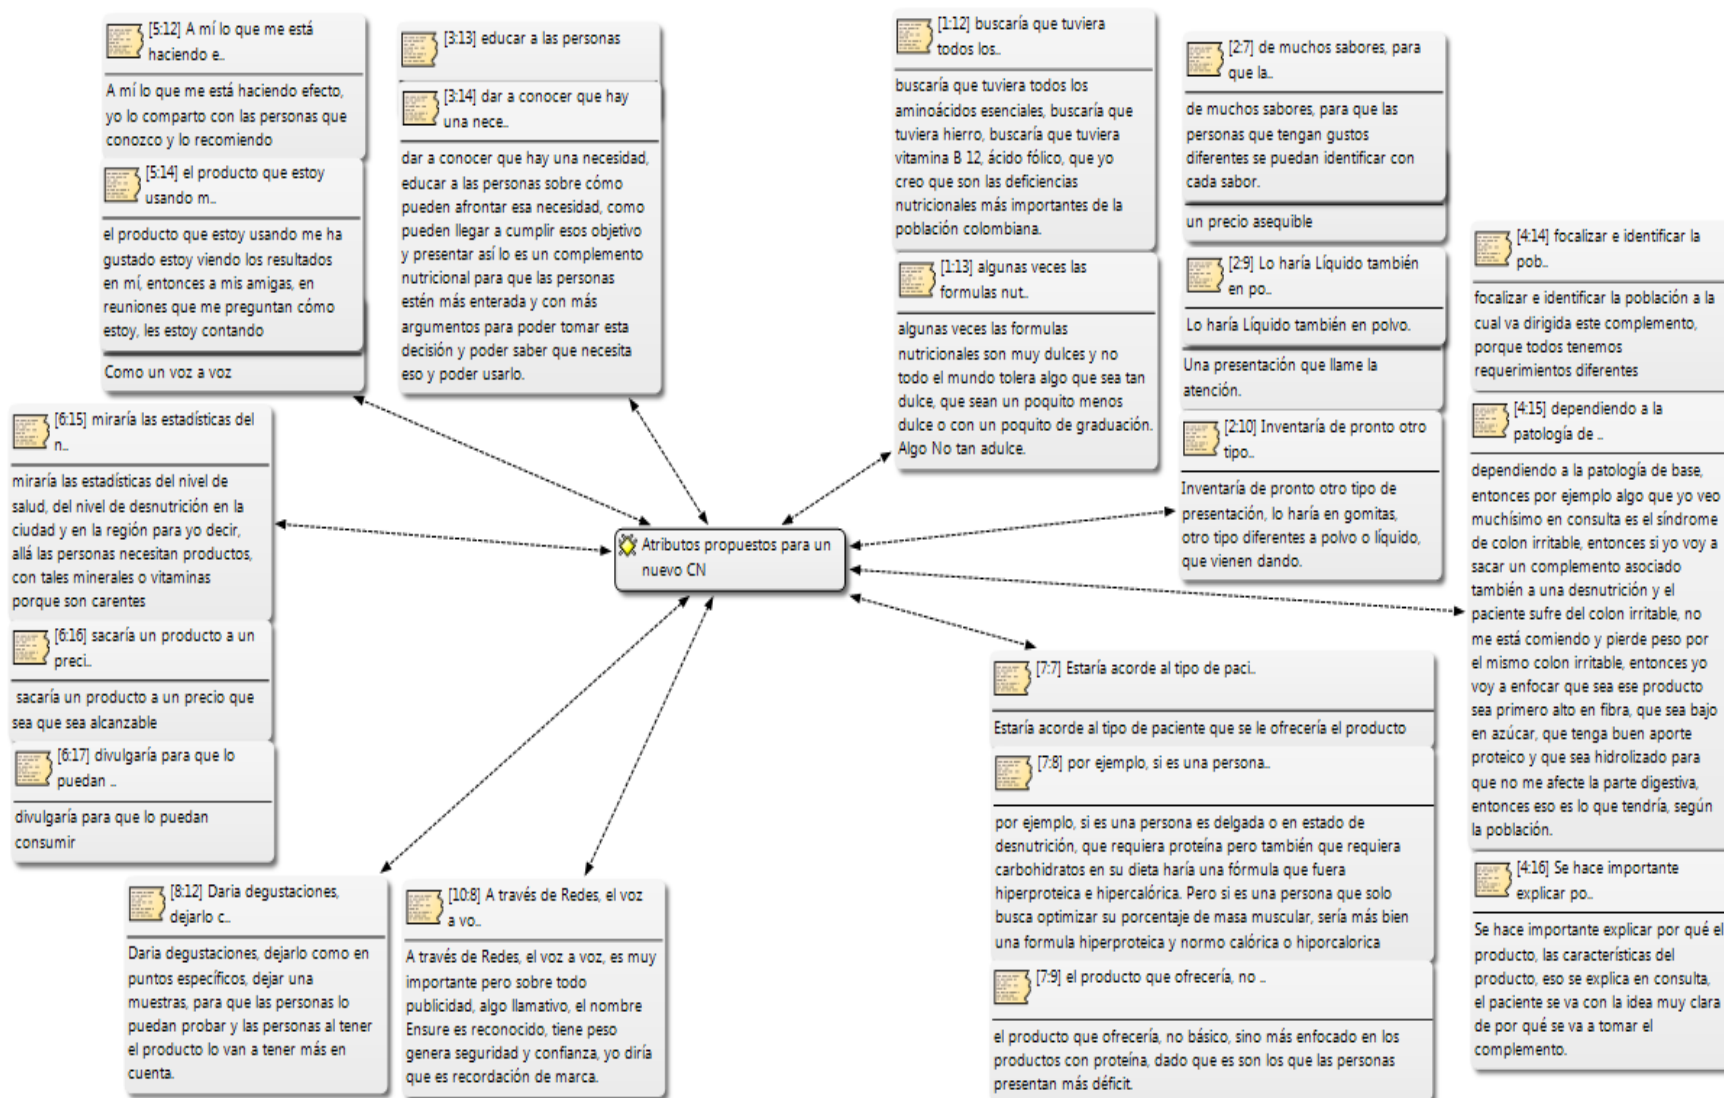 [5:12] A mí lo que me está
haciendo e..
A mí lo que me está haciendo efecto,
yo lo comparto con las personas que
conozco y lo recomiendo
[5:14] el producto que estoy
usando m..
el producto que estoy usando me ha
gustado estoy viendo los resultados
en mí, entonces a mis amigas, en
reuniones que me preguntan cómo
estoy, les estoy contando
Como un voz a voz
[3:13] educar a las personas
[3:14] dar a conocer que hay
una nece..
dar a conocer que hay una necesidad,
educar a las personas sobre cómo
pueden afrontar esa necesidad, como
pueden llegar a cumplir esos objetivo
y presentar así lo es un complemento
nutricional para que las personas
estén más enterada y con más
argumentos para poder tomar esta
decisión y poder saber que necesita
eso y poder usarlo.
[1:12] buscaría que tuviera
todos los..
buscaría que tuviera todos los
aminoácidos esenciales, buscaría que
tuviera hierro, buscaría que tuviera
vitamina B 12, ácido fólico, que yo
creo que son las deficiencias
nutricionales más importantes de la
población colombiana.
[1:13] algunas veces las
formulas nut..
algunas veces las formulas
nutricionales son muy dulces y no
todo el mundo tolera algo que sea tan
dulce, que sean un poquito menos
dulce o con un poquito de graduación.
Algo No tan adulce.
[2:7] de muchos sabores, para
que la..
de muchos sabores, para que las
personas que tengan gustos
diferentes se puedan identificar con
cada sabor.
un precio asequible
[2:9] Lo haría Líquido también
en po..
Lo haría Líquido también en polvo.
Una presentación que llame la
atención.
[2:10] Inventaría de pronto otro
tipo..
Inventaría de pronto otro tipo de
presentación, lo haría en gomitas,
otro tipo diferentes a polvo o líquido,
que vienen dando.
[4:14] focalizar e identificar la
pob..
focalizar e identificar la población a la
cual va dirigida este complemento,
porque todos tenemos
requerimientos diferentes
[4:15] dependiendo a la
patología de ..
dependiendo a la patología de base,
entonces por ejemplo algo que yo veo
muchísimo en consulta es el síndrome
de colon irritable, entonces si yo voy a
sacar un complemento asociado
también a una desnutrición y el
paciente sufre del colon irritable, no
me está comiendo y pierde peso por
el mismo colon irritable, entonces yo
voy a enfocar que sea ese producto
sea primero alto en fibra, que sea bajo
en azúcar, que tenga buen aporte
proteico y que sea hidrolizado para
que no me afecte la parte digestiva,
entonces eso es lo que tendría, según
la población.
[4:16] Se hace importante
explicar po..
Se hace importante explicar por qué el
producto, las características del
producto, eso se explica en consulta,
el paciente se va con la idea muy clara
de por qué se va a tomar el
complemento.
[6:15] miraría las estadísticas del
n..
miraría las estadísticas del nivel de
salud, del nivel de desnutrición en la
ciudad y en la región para yo decir,
allá las personas necesitan productos,
con tales minerales o vitaminas
porque son carentes
[6:16] sacaría un producto a un
preci..
sacaría un producto a un precio que
sea que sea alcanzable
[6:17] divulgaría para que lo
puedan ..
divulgaría para que lo puedan
consumir
Atributos propuestos para un
nuevo CN
[7:7] Estaría acorde al tipo de paci..
Estaría acorde al tipo de paciente que se le ofrecería el producto
[7:8] por ejemplo, si es una persona..
por ejemplo, si es una persona es delgada o en estado de
desnutrición, que requiera proteína pero también que requiera
carbohidratos en su dieta haría una fórmula que fuera
hiperproteica e hipercalórica. Pero si es una persona que solo
busca optimizar su porcentaje de masa muscular, sería más bien
una formula hiperproteica y normo calórica o hiporcalorica
[7:9] el producto que ofrecería, no ..
el producto que ofrecería, no básico, sino más enfocado en los
productos con proteína, dado que es son los que las personas
presentan más déficit.
[8:12] Daria degustaciones,
dejarlo c..
Daria degustaciones, dejarlo como en
puntos específicos, dejar una
muestras, para que las personas lo
puedan probar y las personas al tener
el producto lo van a tener más en
cuenta.
[10:8] A través de Redes, el voz
a vo..
A través de Redes, el voz a voz, es muy
importante pero sobre todo
publicidad, algo llamativo, el nombre
Ensure es reconocido, tiene peso
genera seguridad y confianza, yo diría
que es recordación de marca.